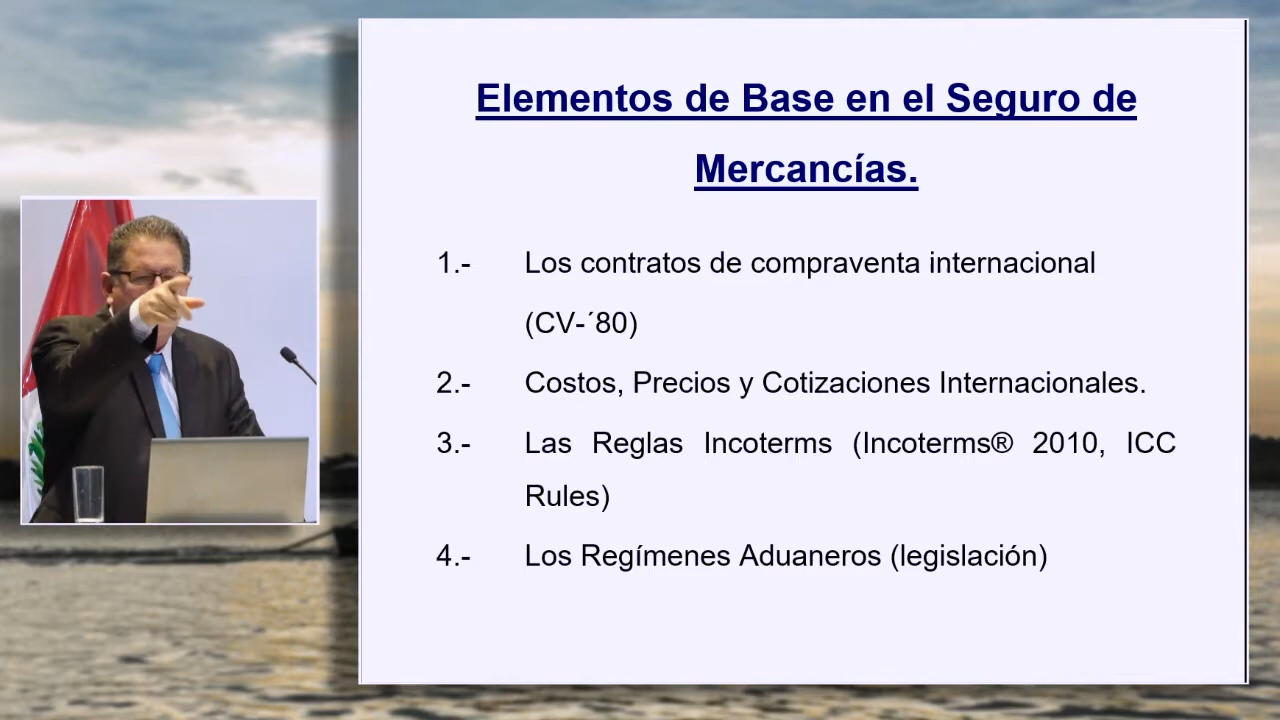 Elementos de Base en el Seguro de
Mercancías.
1.- Los contratos de compraventa internacional
(CV-´80)
2.- Costos, Precios y Cotizaciones Internacionales.
3.- Las Reglas Incoterms (Incoterms® 2010, ICC
Rules)
4.- Los Regímenes Aduaneros (legislación)